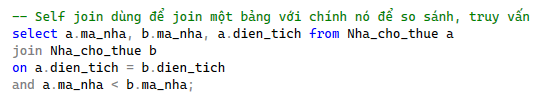 -- Self join dùng để join một bảng với chính nó để so sánh, truy vấn
select a.ma_nha, b.ma_nha, a.dien_tich from Nha_cho_thue a
join Nha_cho_thue b
on a.dien_tich = b.dien_tich
and a.ma_nha < b.ma_nha;